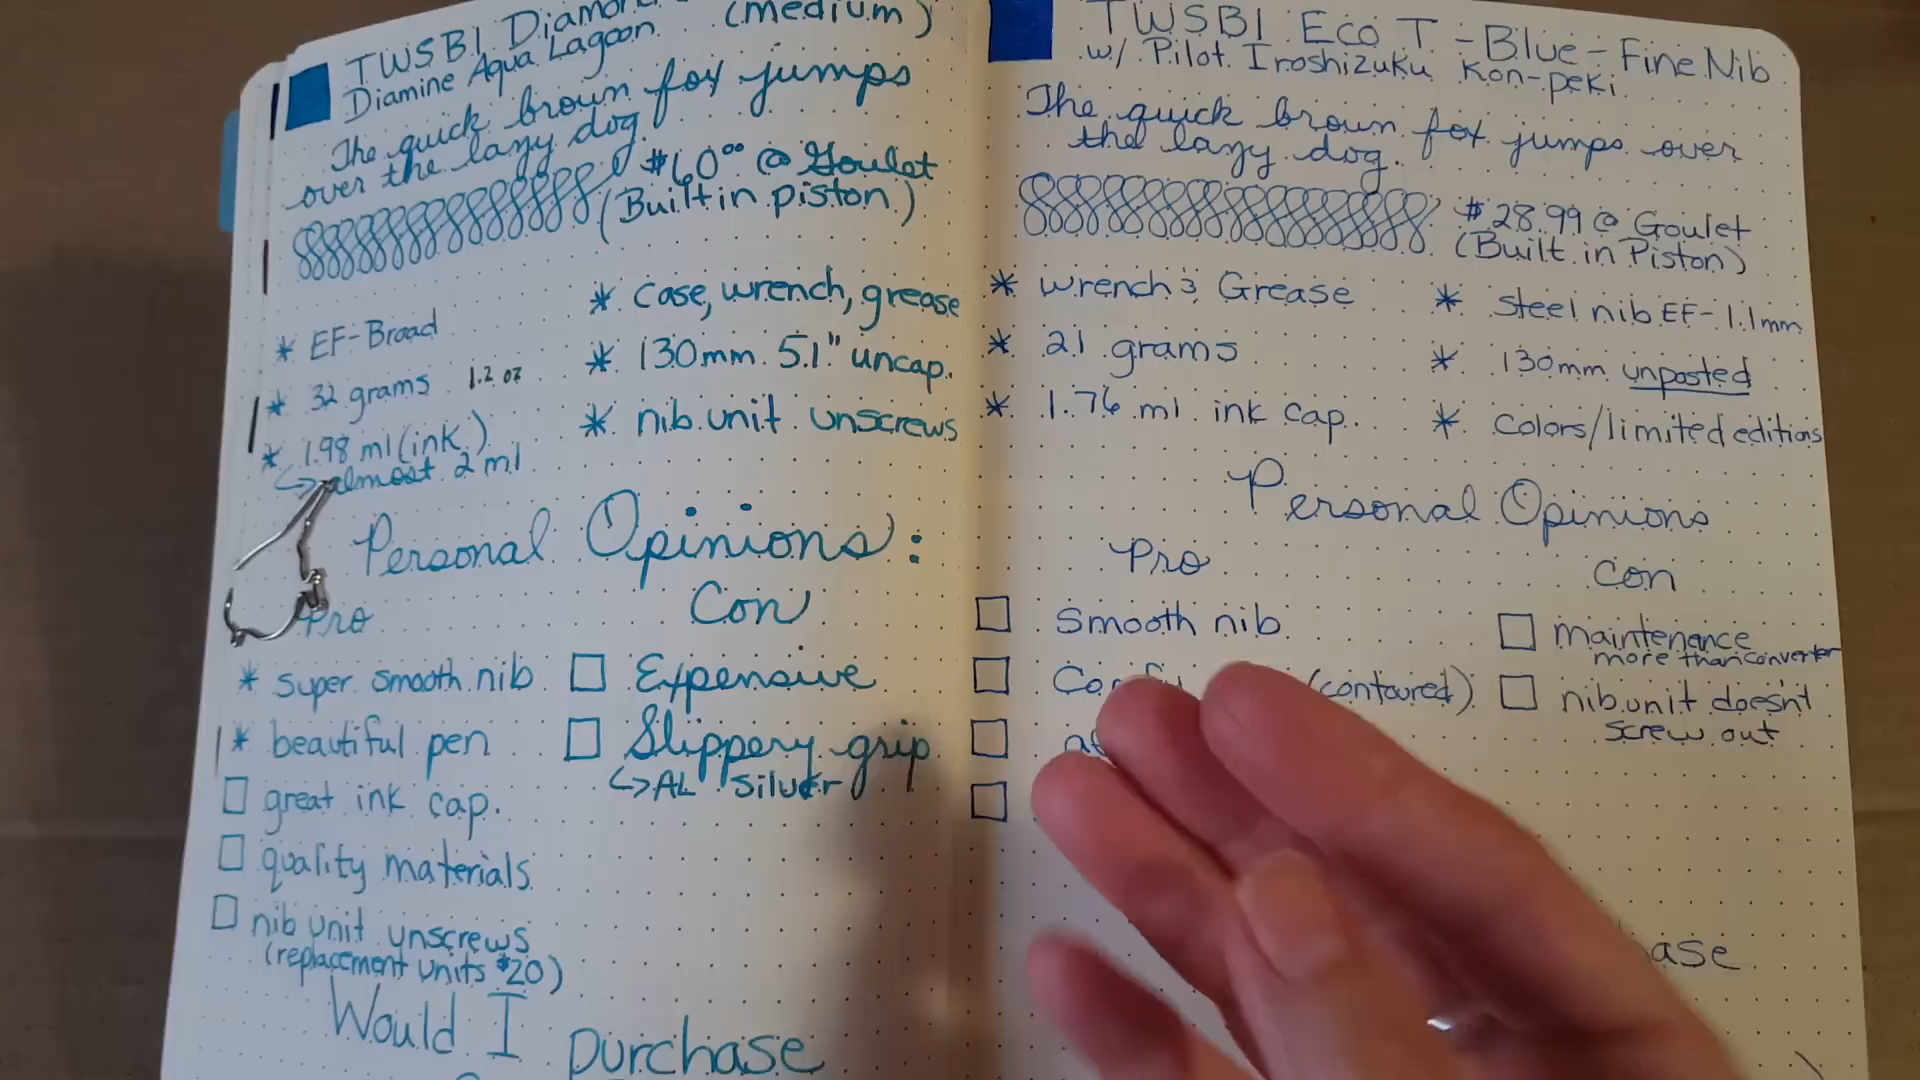 TWSBI Diamond
(medium)
Diamine Aqua Lagoon
The quick brown fox jumps
over the lazy dog.
$60.00 @ Goulet
(Built in piston)
* EF-Broad
* 32 grams 1.2 oz
* 1.98 ml (ink)
↳ almost 2 ml
* case, wrench, grease
* 130mm 5.1" uncap.
* nib unit unscrews
Personal Opinions:
Pro
* super smooth nib
* beautiful pen
great ink cap.
quality materials
nib unit unscrews
(replacement units $20)
Con
Expensive
Slippery grip
↳ AL Silver
Would I purchase
TWSBI Eco T - Blue - Fine Nib
w/ Pilot Iroshizuku Kon-peki
The quick brown fox jumps over
the lazy dog.
$28.99 @ Goulet
(Built in Piston)
* wrench & Grease
* 21 grams
* 1.76 ml ink cap.
* steel nib EF- 1.1mm
* 130mm unposted
* colors/limited editions
Personal Opinions
Pro
smooth nib
(contoured)
Con
maintenance
more than converter
nib unit doesn't
screw out